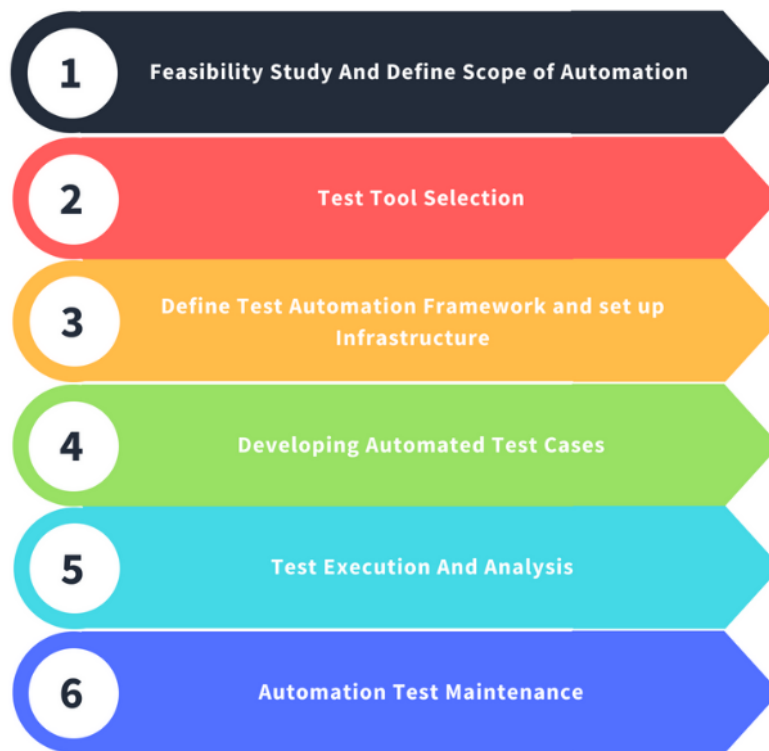 1
Feasibility Study And Define Scope of Automation
2
Test Tool Selection
3
Define Test Automation Framework and set up
Infrastructure
4
Developing Automated Test Cases
5
Test Execution And Analysis
6
Automation Test Maintenance